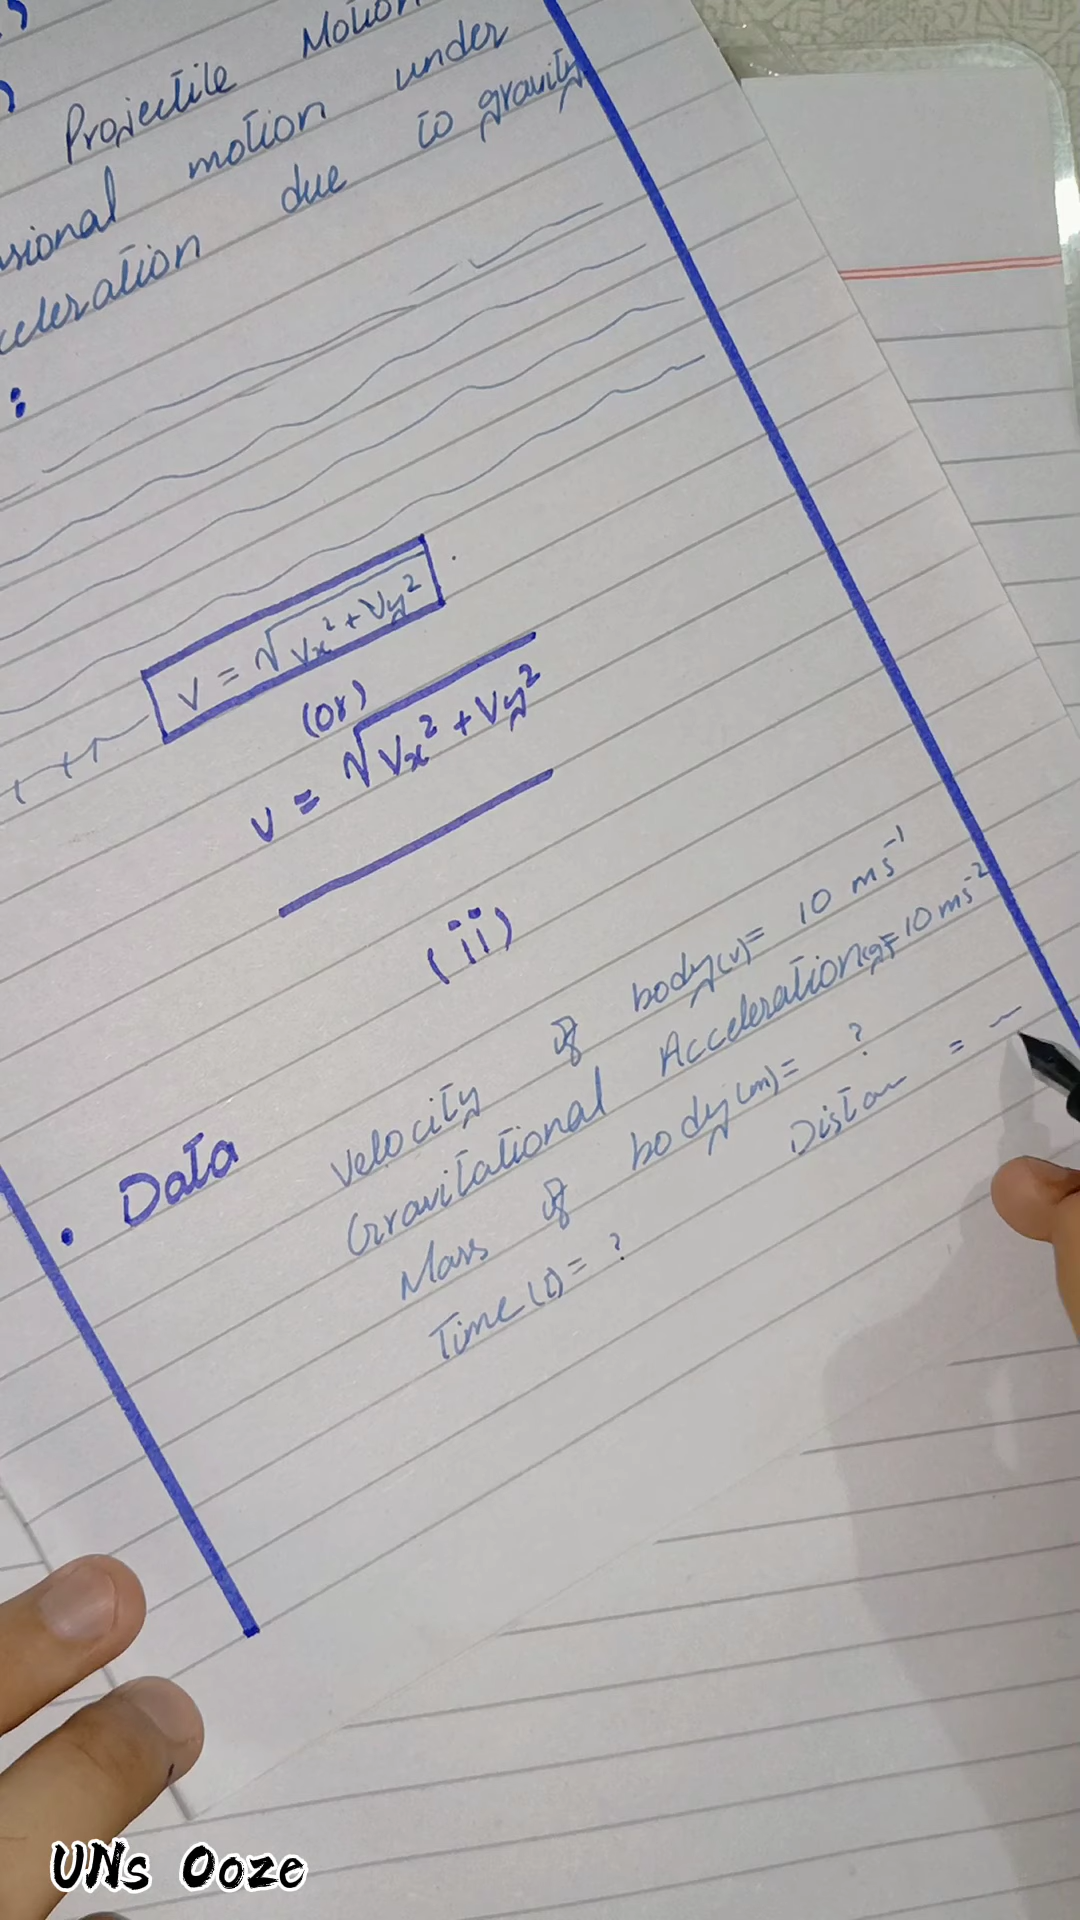 Projectile Motion
sional motion under
celeration due to gravity
:
V = √Vx² + Vy²
(or)
V = √Vx² + Vy²
(ii)
• Data Velocity of body(v) = 10 ms⁻¹
Gravitational Acceleration(g) = 10 ms⁻²
Mass of body(m) = ?
Time(t) = ? Distan =
UNs Ooze